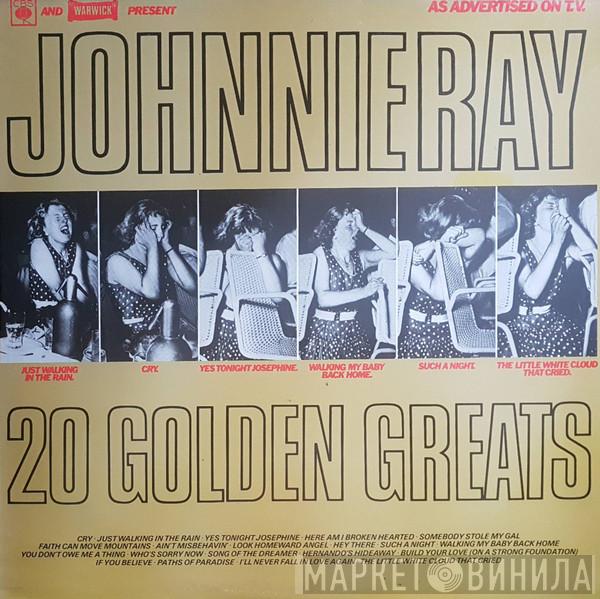 CBS AND WARWICK PRESENT
AS ADVERTISED ON T.V.
JOHNNIE RAY
JUST WALKING IN THE RAIN.
CRY.
YES TONIGHT JOSEPHINE.
WALKING MY BABY BACK HOME.
SUCH A NIGHT.
THE LITTLE WHITE CLOUD THAT CRIED.
20 GOLDEN GREATS
CRY · JUST WALKING IN THE RAIN · YES TONIGHT JOSEPHINE · HERE AM I BROKEN HEARTED · SOMEBODY STOLE MY GAL
FAITH CAN MOVE MOUNTAINS · AIN'T MISBEHAVIN' · LOOK HOMEWARD ANGEL · HEY THERE · SUCH A NIGHT · WALKING MY BABY BACK HOME
YOU DON'T OWE ME A THING · WHO'S SORRY NOW · SONG OF THE DREAMER · HERNANDO'S HIDEAWAY · BUILD YOUR LOVE (ON A STRONG FOUNDATION)
IF YOU BELIEVE · PATHS OF PARADISE · I'LL NEVER FALL IN LOVE AGAIN · THE LITTLE WHITE CLOUD THAT CRIED
МАРКЕТ ВИНИЛА